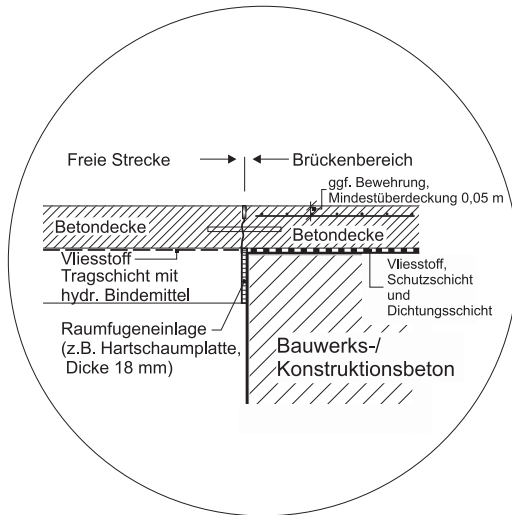 Freie Strecke
Brückenbereich
ggf. Bewehrung,
Mindestüberdeckung 0,05 m
Betondecke
Betondecke
Vliesstoff
Tragschicht mit
hydr. Bindemittel
Vliesstoff,
Schutzschicht
und
Dichtungsschicht
Raumfugeneinlage
(z.B. Hartschaumplatte,
Dicke 18 mm)
Bauwerks-/
Konstruktionsbeton